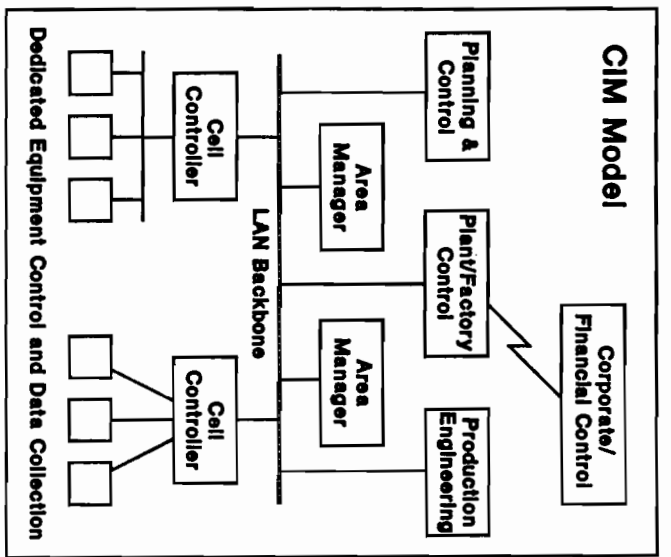 CIM Model
Corporate/
Financial Control
Planning &
Control
Plant/Factory
Control
Production
Engineering
Area
Manager
Area
Manager
LAN Backbone
Cell
Controller
Cell
Controller
Dedicated Equipment Control and Data Collection